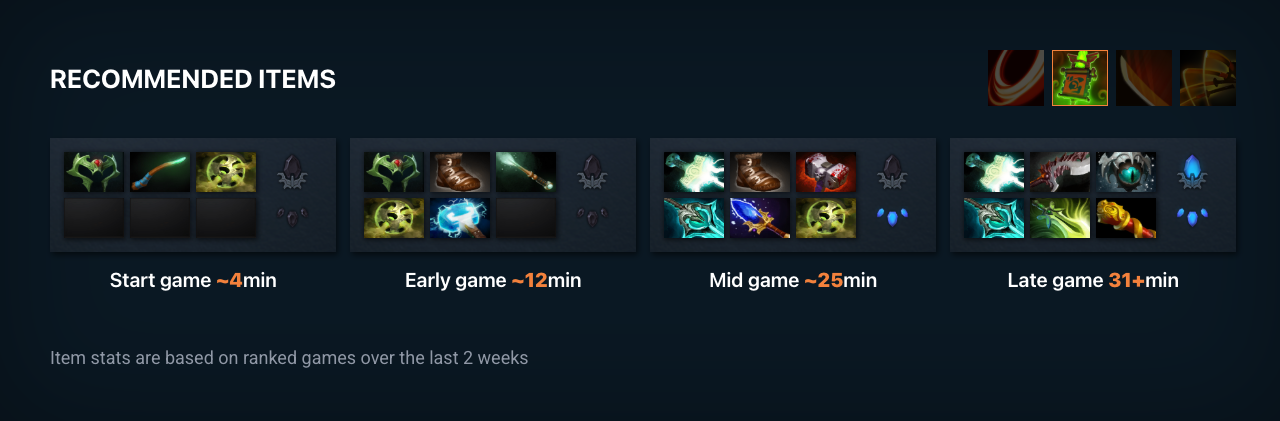 RECOMMENDED ITEMS
Start game ~4min
Early game ~12min
Mid game ~25min
Late game 31+min
Item stats are based on ranked games over the last 2 weeks